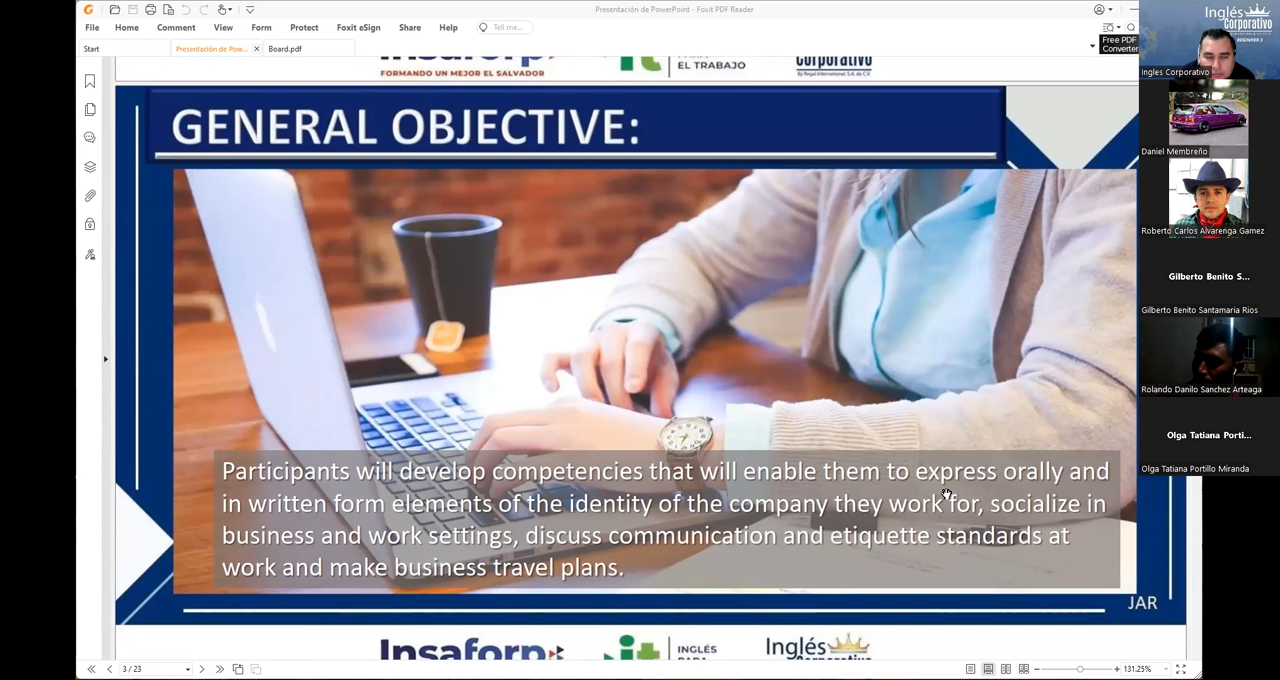 Presentación de PowerPoint - Foxit PDF Reader
File Home Comment View Form Protect Foxit eSign Share Help Tell me...
Free PDF
Converter
Start Presentación de Pow... Board.pdf
FORMANDO UN MEJOR EL SALVADOR
EL TRABAJO
By Regal International, S.A. de C.V.
GENERAL OBJECTIVE:
Participants will develop competencies that will enable them to express orally and
in written form elements of the identity of the company they work for, socialize in
business and work settings, discuss communication and etiquette standards at
work and make business travel plans.
JAR
Insaforp
INGLÉS
Inglés
3 / 23
131.25%
Inglés
Corporativo
BEGINNER 3
Ingles Corporativo
Daniel Membreño
Roberto Carlos Alvarenga Gamez
Gilberto Benito S...
Gilberto Benito Santamaria Rios
Rolando Danilo Sanchez Arteaga
Olga Tatiana Porti...
Olga Tatiana Portillo Miranda